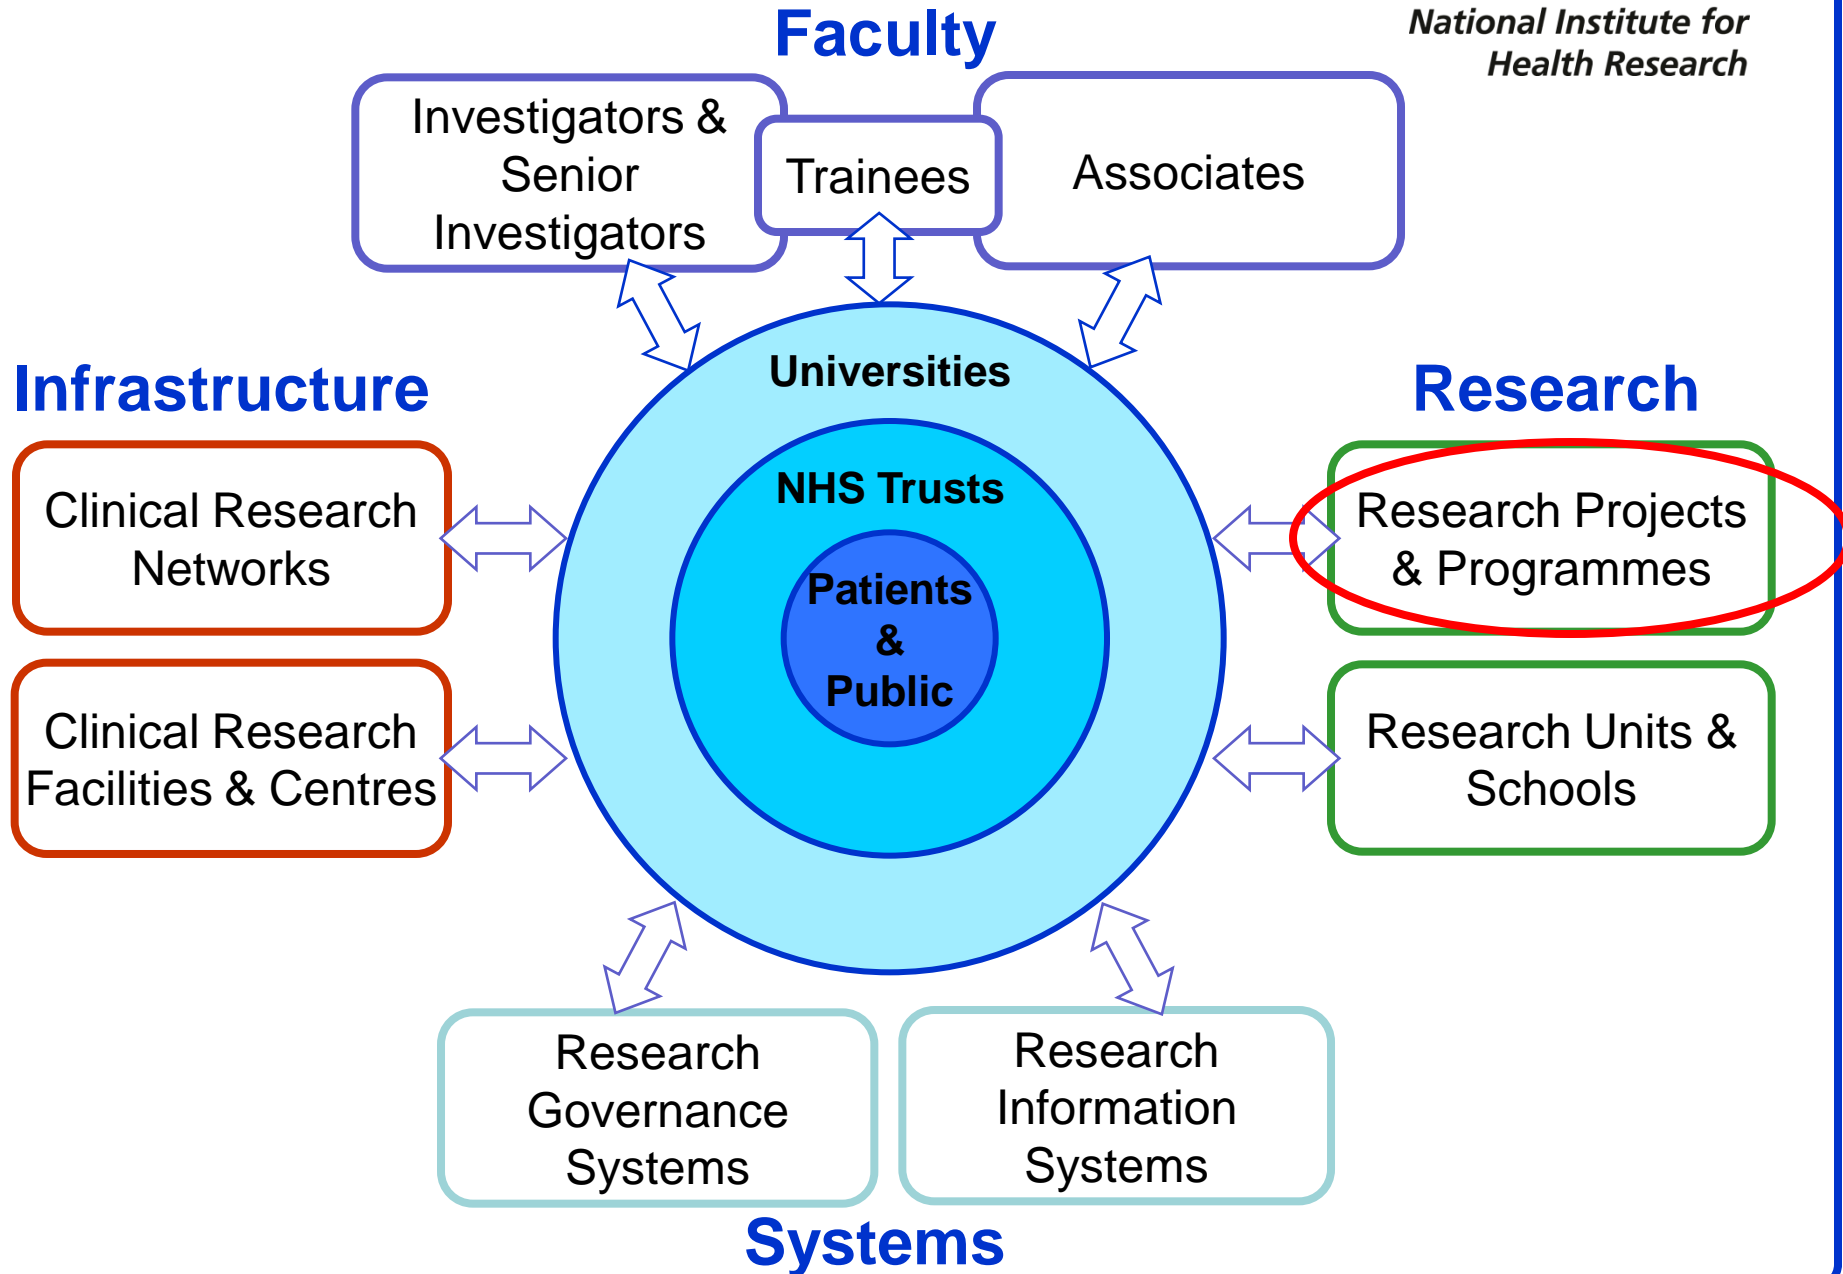 Faculty
National Institute for
Health Research
Investigators &
Senior
Investigators
Trainees
Associates
Infrastructure
Clinical Research
Networks
Clinical Research
Facilities & Centres
Universities
NHS Trusts
Patients
&
Public
Research
Research Projects
& Programmes
Research Units &
Schools
Research
Governance
Systems
Research
Information
Systems
Systems